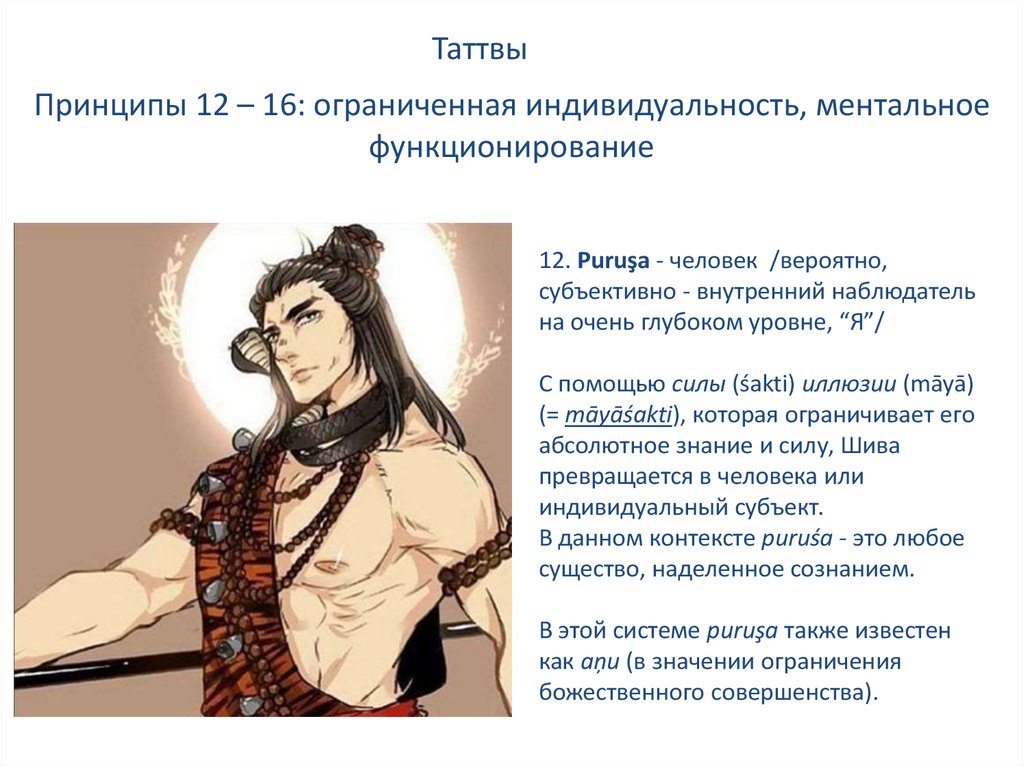 Таттвы
Принципы 12 – 16: ограниченная индивидуальность, ментальное
функционирование
12. Puruşa - человек /вероятно,
субъективно - внутренний наблюдатель
на очень глубоком уровне, “Я”/
С помощью силы (śakti) иллюзии (māyā)
(= māyāśakti), которая ограничивает его
абсолютное знание и силу, Шива
превращается в человека или
индивидуальный субъект.
В данном контексте puruśa - это любое
существо, наделенное сознанием.
В этой системе puruşa также известен
как aņu (в значении ограничения
божественного совершенства).